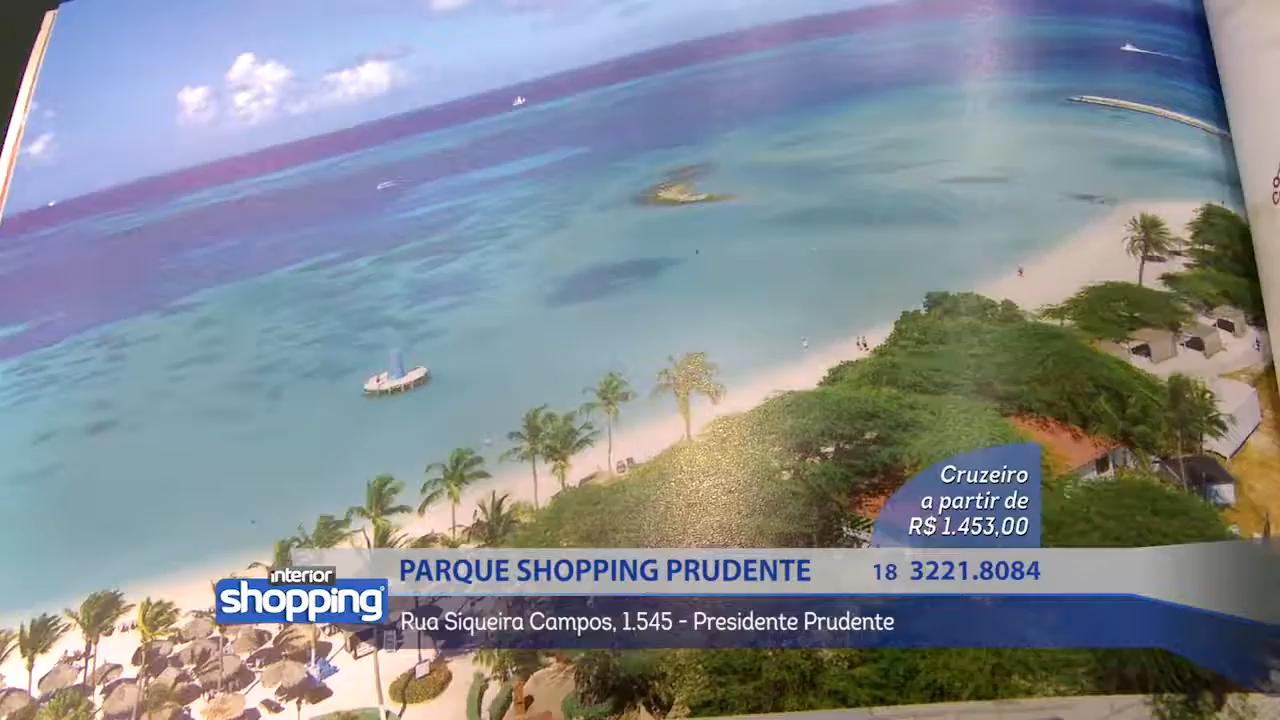 Cruzeiro
a partir de
R$ 1.453,00
interior
shopping
PARQUE SHOPPING PRUDENTE
18 3221.8084
Rua Siqueira Campos, 1.545 - Presidente Prudente